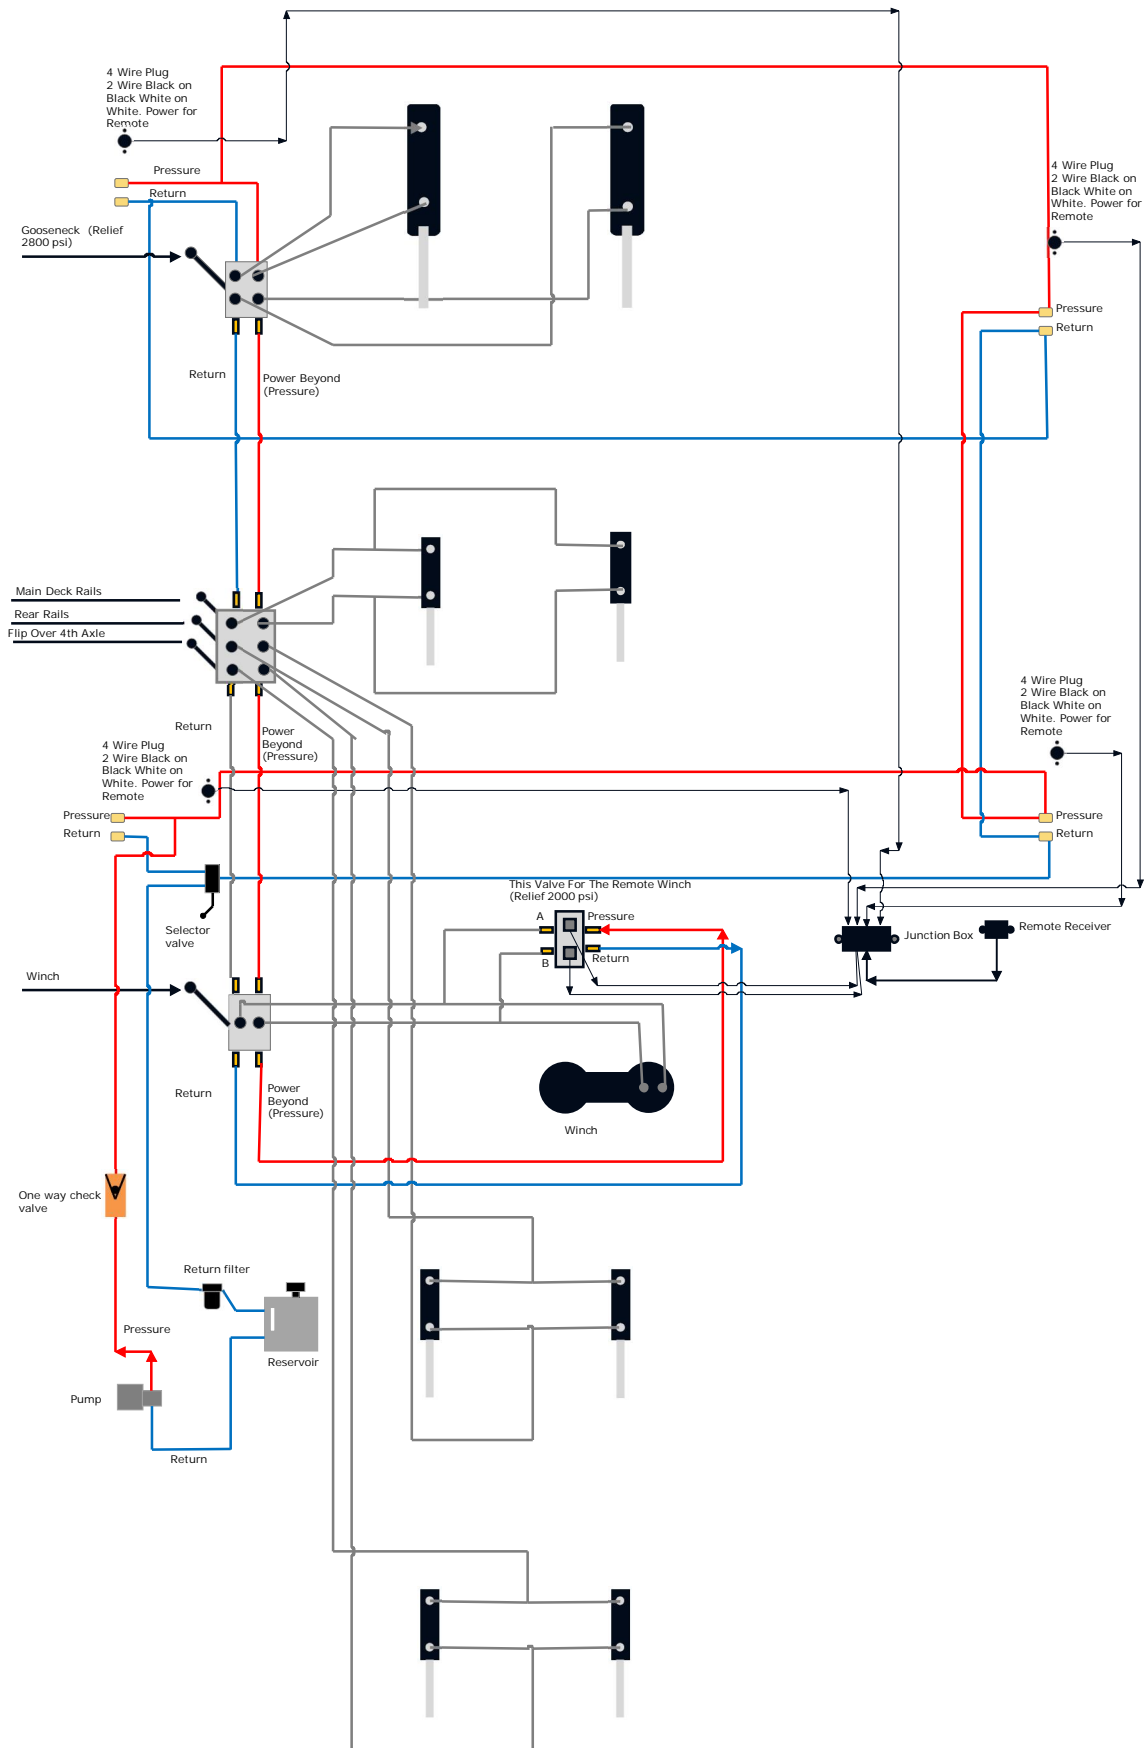 4 Wire Plug
2 Wire Black on
Black White on
White. Power for
Remote
Pressure
Return
Gooseneck (Relief
2800 psi)
4 Wire Plug
2 Wire Black on
Black White on
White. Power for
Remote
Pressure
Return
Return
Power Beyond
(Pressure)
Main Deck Rails
Rear Rails
Flip Over 4th Axle
Return
Power
Beyond
(Pressure)
4 Wire Plug
2 Wire Black on
Black White on
White. Power for
Remote
4 Wire Plug
2 Wire Black on
Black White on
White. Power for
Remote
Pressure
Return
Pressure
Return
Selector
valve
This Valve For The Remote Winch
(Relief 2000 psi)
A
Pressure
B
Return
Junction Box
Remote Receiver
Winch
Return
Power
Beyond
(Pressure)
Winch
One way check
valve
Return filter
Pressure
Reservoir
Pump
Return